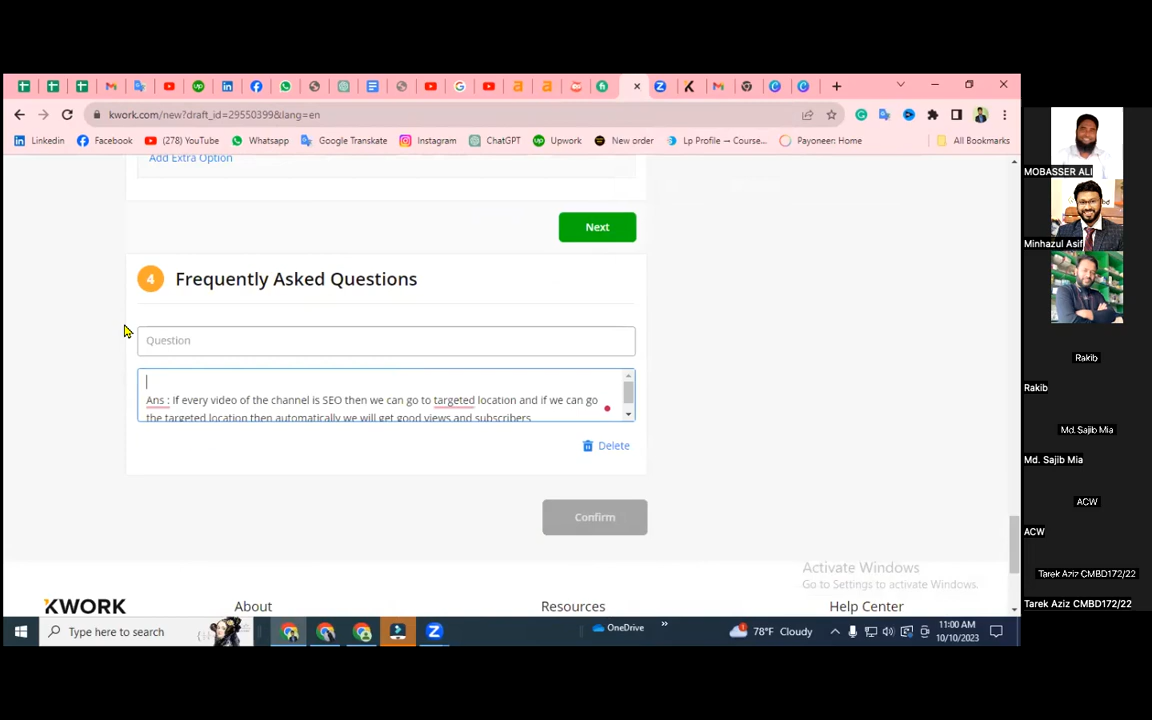 kwork.com/new?draft_id=29550399&lang=en
Linkedin
Facebook
(278) YouTube
Whatsapp
Google Transkate
Instagram
ChatGPT
Upwork
New order
Lp Profile → Course...
Payoneer: Home
All Bookmarks
Add Extra Option
Next
4
Frequently Asked Questions
Question
Ans : If every video of the channel is SEO then we can go to targeted location and if we can go
the targeted location then automatically we will get good views and subscribers
Delete
Confirm
Activate Windows
Go to Settings to activate Windows.
KWORK
About
Resources
Help Center
Type here to search
OneDrive
78°F Cloudy
11:00 AM
10/10/2023
MOBASSER ALI
Minhazul Asif
Rakib
Rakib
Md. Sajib Mia
Md. Sajib Mia
ACW
ACW
Tarek Aziz CMBD172/22
Tarek Aziz CMBD172/22